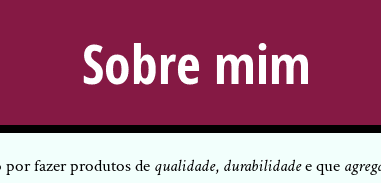 Sobre mim
por fazer produtos de qualidade, durabilidade e que